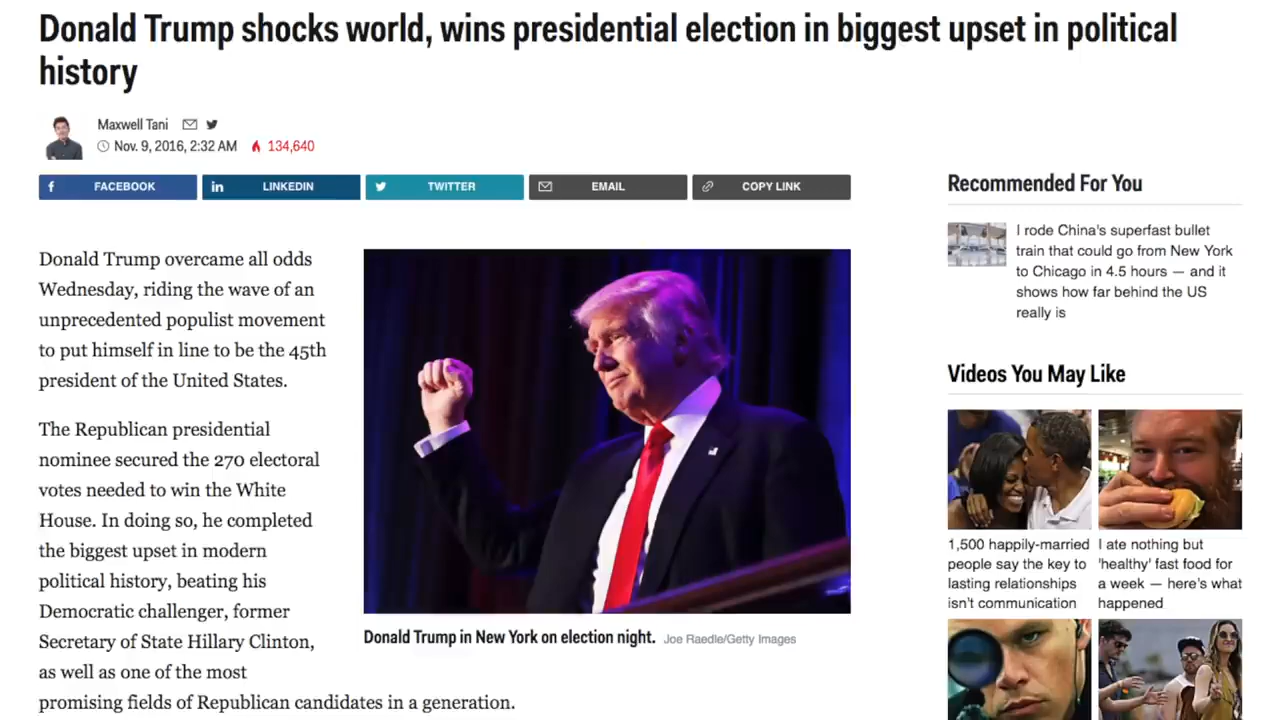 Donald Trump shocks world, wins presidential election in biggest upset in political
history
Maxwell Tani
Nov. 9, 2016, 2:32 AM 134,640
f FACEBOOK
in LINKEDIN
TWITTER
EMAIL
COPY LINK
Donald Trump overcame all odds
Wednesday, riding the wave of an
unprecedented populist movement
to put himself in line to be the 45th
president of the United States.
The Republican presidential
nominee secured the 270 electoral
votes needed to win the White
House. In doing so, he completed
the biggest upset in modern
political history, beating his
Democratic challenger, former
Secretary of State Hillary Clinton,
as well as one of the most
promising fields of Republican candidates in a generation.
Donald Trump in New York on election night. Joe Raedle/Getty Images
Recommended For You
I rode China's superfast bullet
train that could go from New York
to Chicago in 4.5 hours — and it
shows how far behind the US
really is
Videos You May Like
1,500 happily-married
people say the key to
lasting relationships
isn't communication
I ate nothing but
'healthy' fast food for
a week — here's what
happened